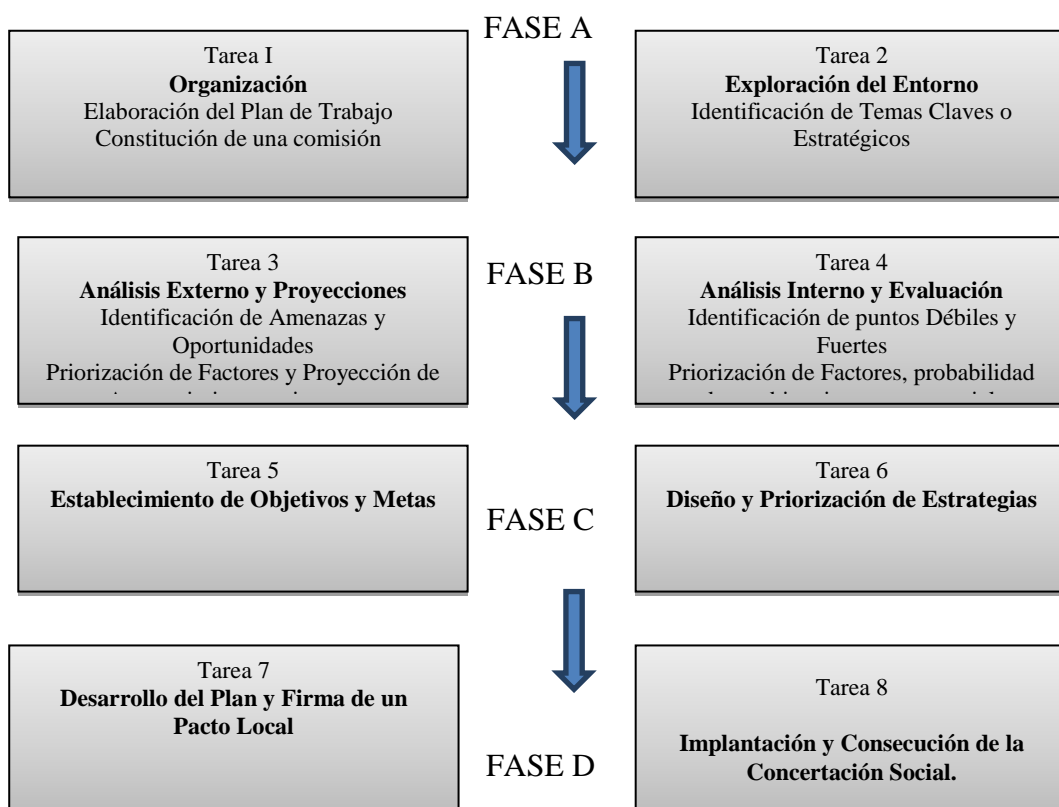 FASE A
Tarea I
Organización
Elaboración del Plan de Trabajo
Constitución de una comisión
Tarea 2
Exploración del Entorno
Identificación de Temas Claves o
Estratégicos
FASE B
Tarea 3
Análisis Externo y Proyecciones
Identificación de Amenazas y
Oportunidades
Priorización de Factores y Proyección de
Tarea 4
Análisis Interno y Evaluación
Identificación de puntos Débiles y
Fuertes
Priorización de Factores, probabilidad
FASE C
Tarea 5
Establecimiento de Objetivos y Metas
Tarea 6
Diseño y Priorización de Estrategias
FASE D
Tarea 7
Desarrollo del Plan y Firma de un
Pacto Local
Tarea 8
Implantación y Consecución de la
Concertación Social.